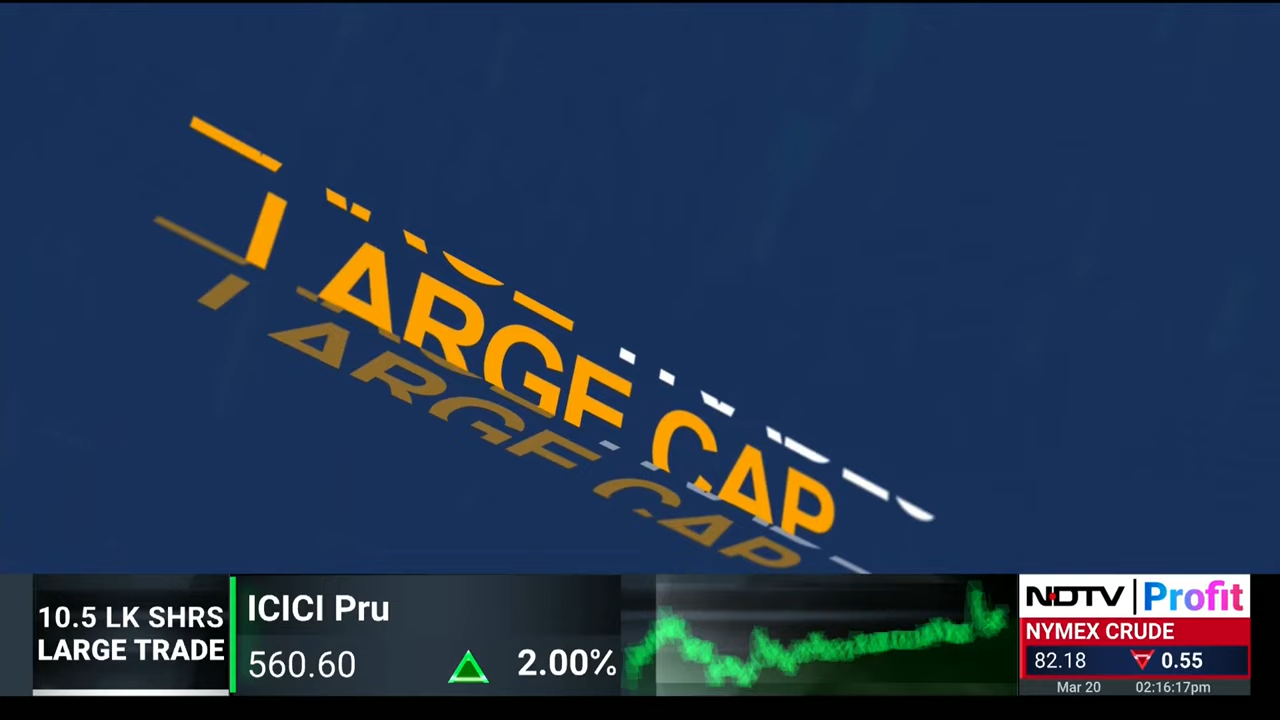 ARGE CAP
10.5 LK SHRS
LARGE TRADE
ICICI Pru
560.60
2.00%
NDTV Profit
NYMEX CRUDE
82.18
0.55
Mar 20
02:16:17pm